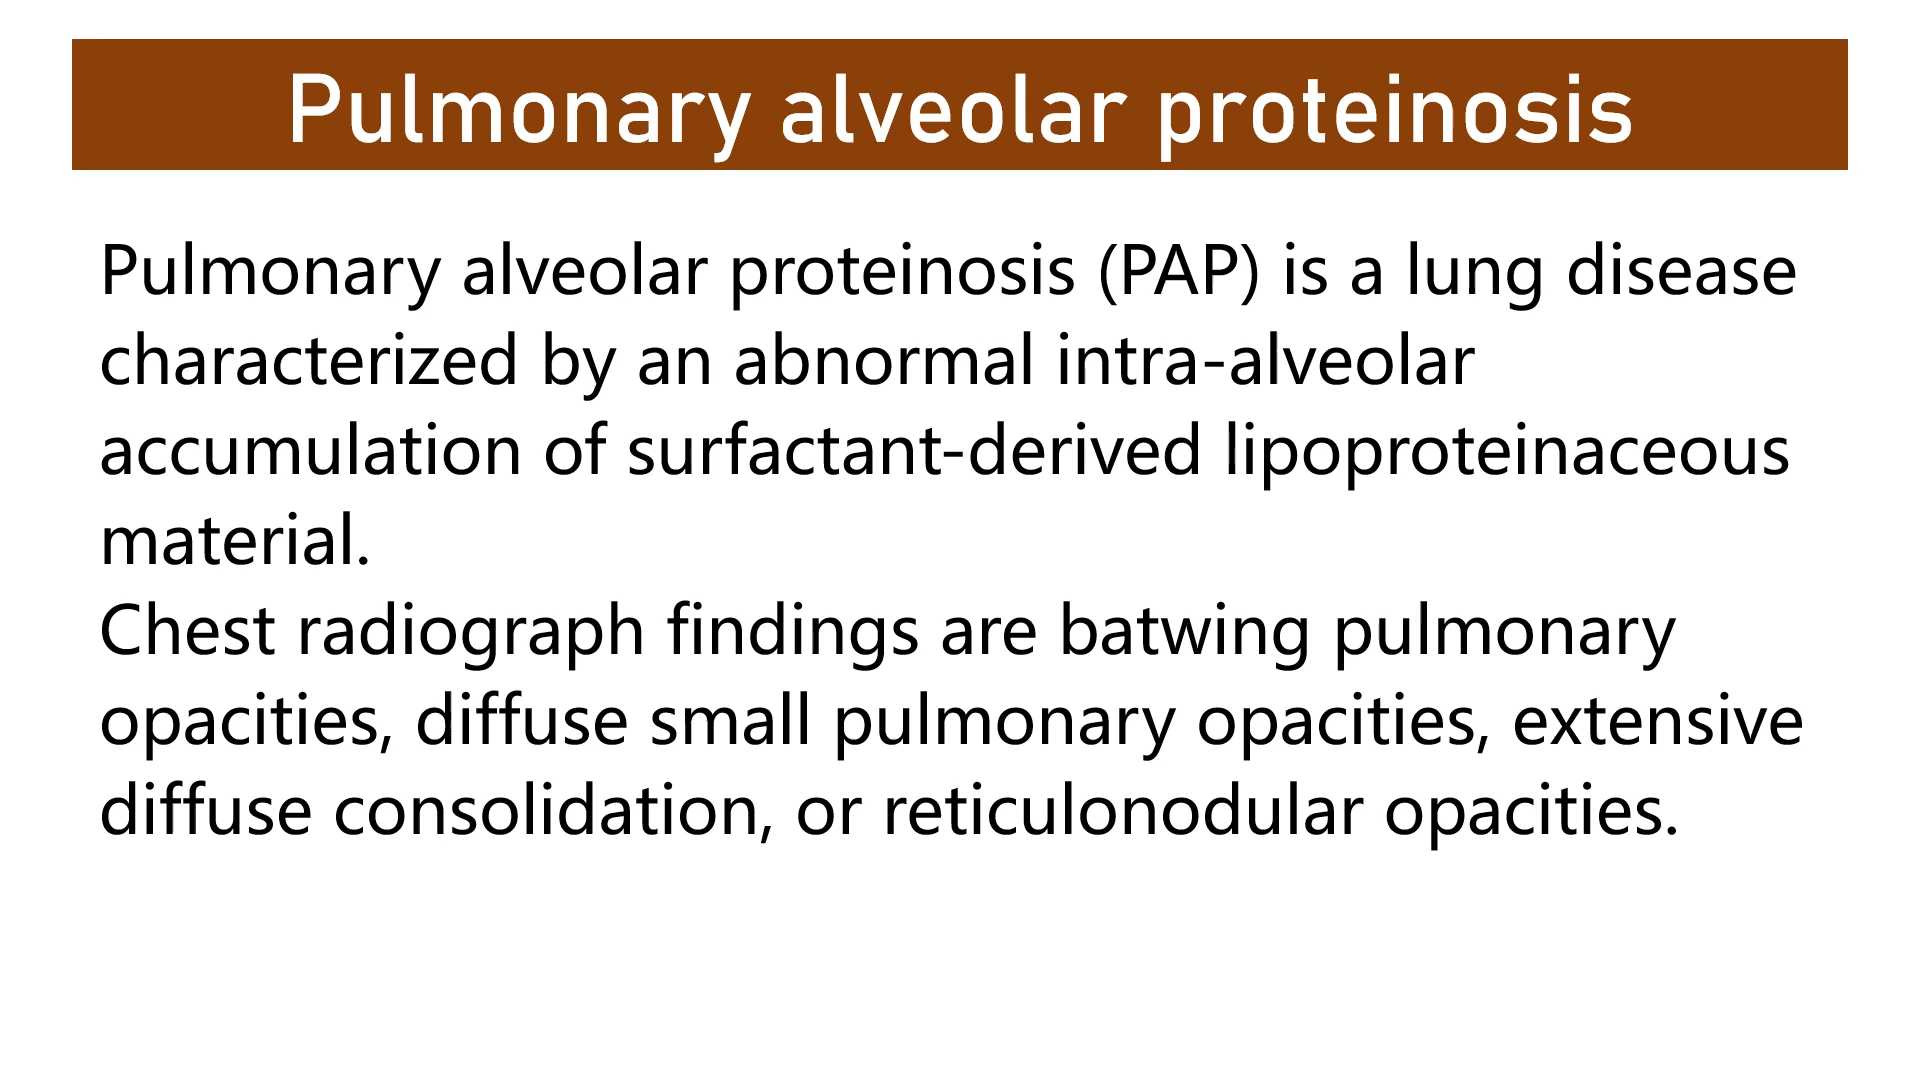 Pulmonary alveolar proteinosis
Pulmonary alveolar proteinosis (PAP) is a lung disease
characterized by an abnormal intra-alveolar
accumulation of surfactant-derived lipoproteinaceous
material.
Chest radiograph findings are batwing pulmonary
opacities, diffuse small pulmonary opacities, extensive
diffuse consolidation, or reticulonodular opacities.